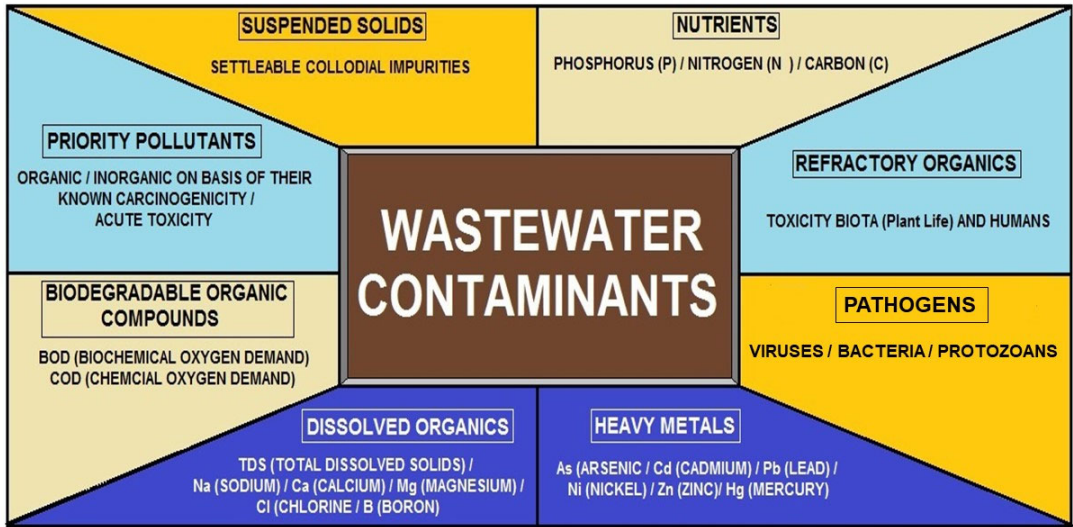 SUSPENDED SOLIDS
SETTLEABLE COLLODIAL IMPURITIES
NUTRIENTS
PHOSPHORUS (P) / NITROGEN (N ) / CARBON (C)
PRIORITY POLLUTANTS
ORGANIC / INORGANIC ON BASIS OF THEIR
KNOWN CARCINOGENICITY /
ACUTE TOXICITY
REFRACTORY ORGANICS
TOXICITY BIOTA (Plant Life) AND HUMANS
WASTEWATER
CONTAMINANTS
BIODEGRADABLE ORGANIC
COMPOUNDS
BOD (BIOCHEMICAL OXYGEN DEMAND)
COD (CHEMCIAL OXYGEN DEMAND)
PATHOGENS
VIRUSES / BACTERIA / PROTOZOANS
DISSOLVED ORGANICS
TDS (TOTAL DISSOLVED SOLIDS) /
Na (SODIUM) / Ca (CALCIUM) / Mg (MAGNESIUM) /
Cl (CHLORINE / B (BORON)
HEAVY METALS
As (ARSENIC / Cd (CADMIUM) / Pb (LEAD) /
Ni (NICKEL) / Zn (ZINC)/ Hg (MERCURY)